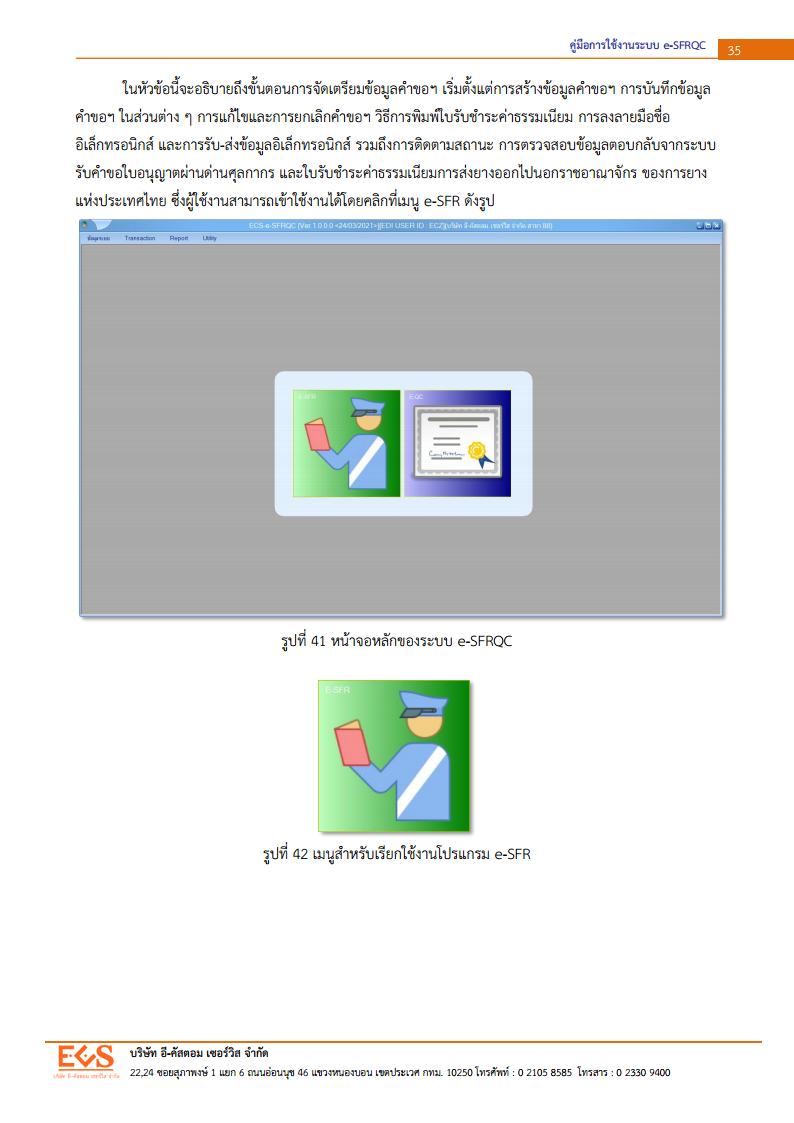 คู่มือการใช้งานระบบ e-SFRQC
35
ในหัวข้อนี้จะอธิบายถึงขั้นตอนการจัดเตรียมข้อมูลคำขอฯ เริ่มตั้งแต่การสร้างข้อมูลคำขอฯ การบันทึกข้อมูล
คำขอฯ ในส่วนต่าง ๆ การแก้ไขและการยกเลิกคำขอฯ วิธีการพิมพ์ใบรับชำระค่าธรรมเนียม การลงลายมือชื่อ
อิเล็กทรอนิกส์ และการรับ-ส่งข้อมูลอิเล็กทรอนิกส์ รวมถึงการติดตามสถานะ การตรวจสอบข้อมูลตอบกลับจากระบบ
รับคำขอใบอนุญาตผ่านด่านศุลกากร และใบรับชำระค่าธรรมเนียมการส่งยางออกไปนอกราชอาณาจักร ของการยาง
แห่งประเทศไทย ซึ่งผู้ใช้งานสามารถเข้าใช้งานได้โดยคลิกที่เมนู e-SFR ดังรูป
ECS-e-SFRQC [Ver 1.0.0.0 <24/03/2021>][EDI USER ID : ECZ][บริษัท อี-คัสตอม เซอร์วิส จำกัด
Transaction Report Utility
E-SFR E-QC
รูปที่ 41 หน้าจอหลักของระบบ e-SFRQC
E-SFR
รูปที่ 42 เมนูสำหรับเรียกใช้งานโปรแกรม e-SFR
ECS
บริษัท อี-คัสตอม เซอร์วิส จำกัด
บริษัท อี-คัสตอม เซอร์วิส จำกัด
22,24 ซอยสุภาพงษ์ 1 แยก 6 ถนนอ่อนนุช 46 แขวงหนองบอน เขตประเวศ กทม. 10250 โทรศัพท์ : 0 2105 8585 โทรสาร : 0 2330 9400